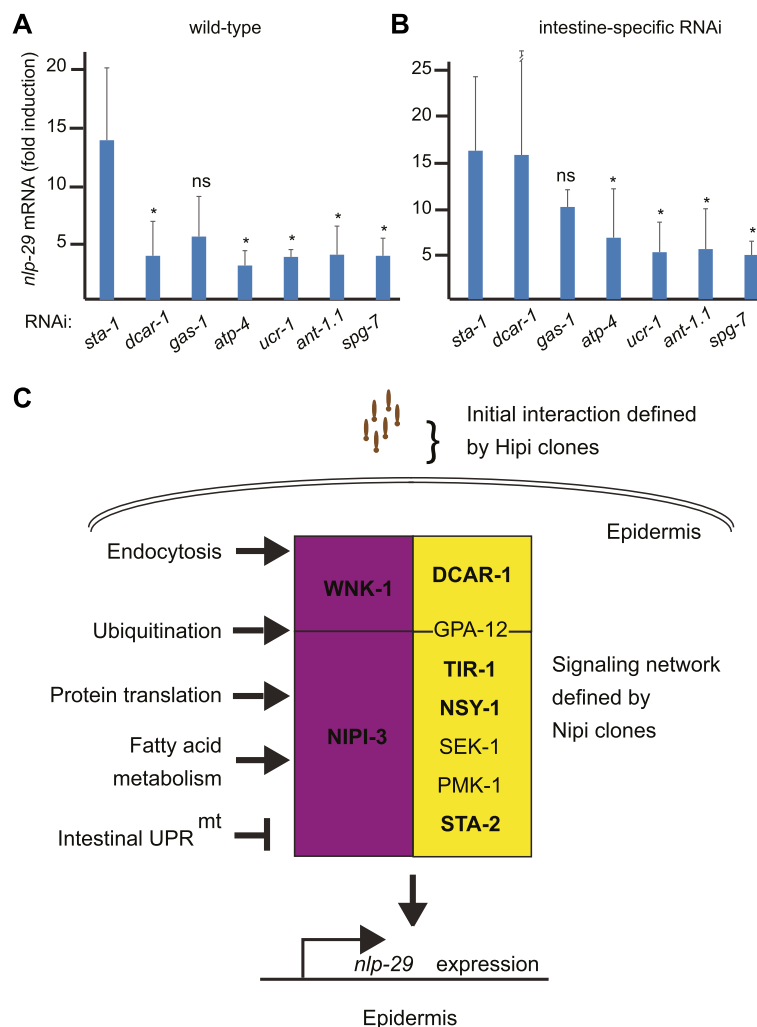 A
wild-type
nlp-29 mRNA (fold induction)
20
15
10
5
*
ns
*
*
*
*
RNAi:
sta-1
dcar-1
gas-1
atp-4
ucr-1
ant-1.1
spg-7
B
intestine-specific RNAi
25
20
15
10
5
ns
*
*
*
*
sta-1
dcar-1
gas-1
atp-4
ucr-1
ant-1.1
spg-7
C
Initial interaction defined
by Hipi clones
}
Epidermis
Endocytosis
Ubiquitination
Protein translation
Fatty acid
metabolism
Intestinal UPR mt
WNK-1
NIPI-3
DCAR-1
GPA-12
TIR-1
NSY-1
SEK-1
PMK-1
STA-2
Signaling network
defined by
Nipi clones
nlp-29 expression
Epidermis